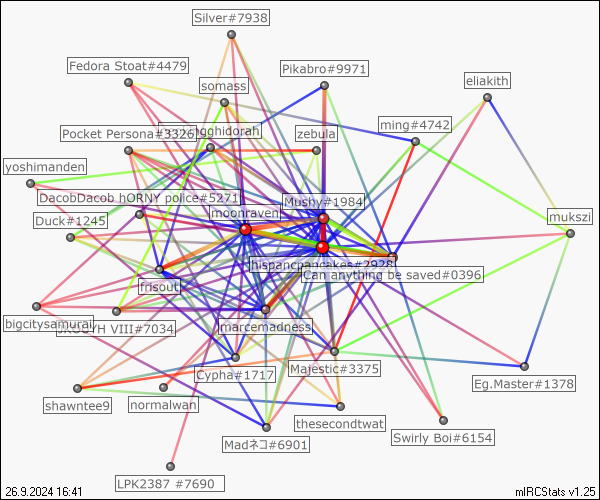 Silver#7938
Fedora Stoat#4479
Pikabro#9971
somass
eliakith
ming#4742
Pocket Persona#3326
ngghidorah
zebula
yoshimanden
DacobDacob hORNY police#5271
Mushy#1984
moonraven
Duck#1245
mukszi
hispancpancakes#2928
Can anything be saved#0396
frisout
bigcitysamurai
VIII#7034
marcemadness
Cypha#1717
Majestic#3375
Eg.Master#1378
shawntee9
normalwan
thesecondtwat
Swirly Boi#6154
Madネコ#6901
LPK2387 #7690
26.9.2024 16:41
mIRCStats v1.25